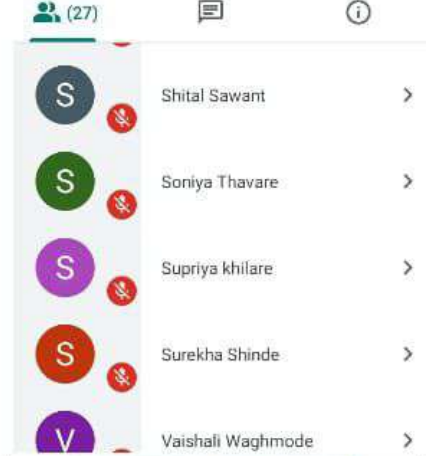 (27)
S Shital Sawant
S Soniya Thavare
S Supriya khilare
S Surekha Shinde
V Vaishali Waghmode